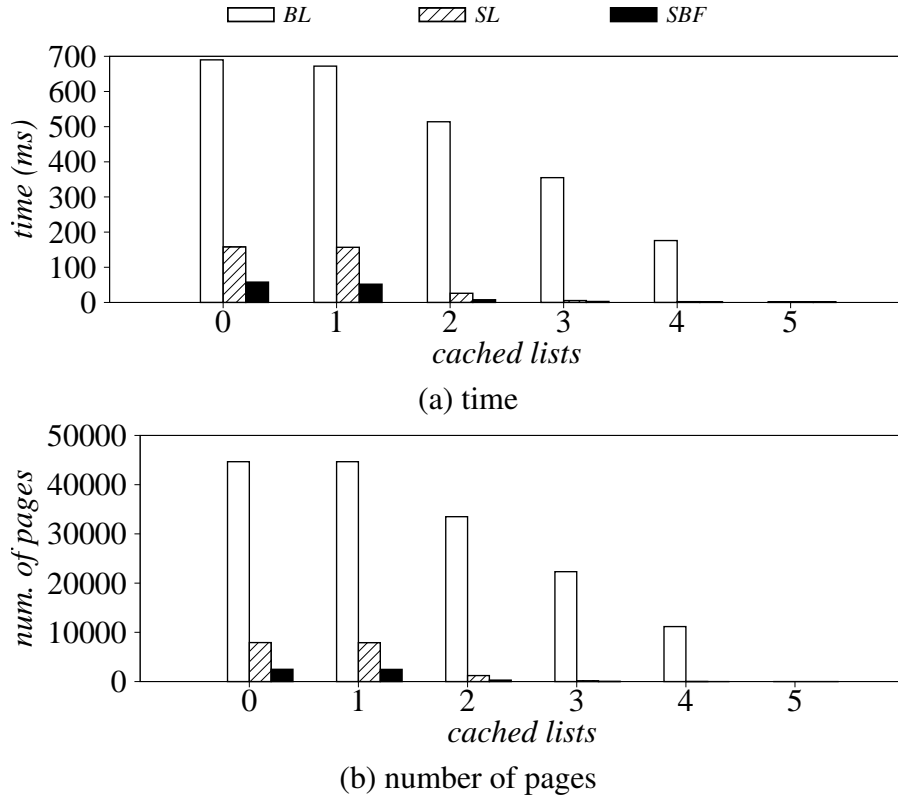 BL SL SBF
700
600
500
400
300
200
100
0
time (ms)
0 1 2 3 4 5
cached lists
(a) time
50000
40000
30000
20000
10000
0
num. of pages
0 1 2 3 4 5
cached lists
(b) number of pages